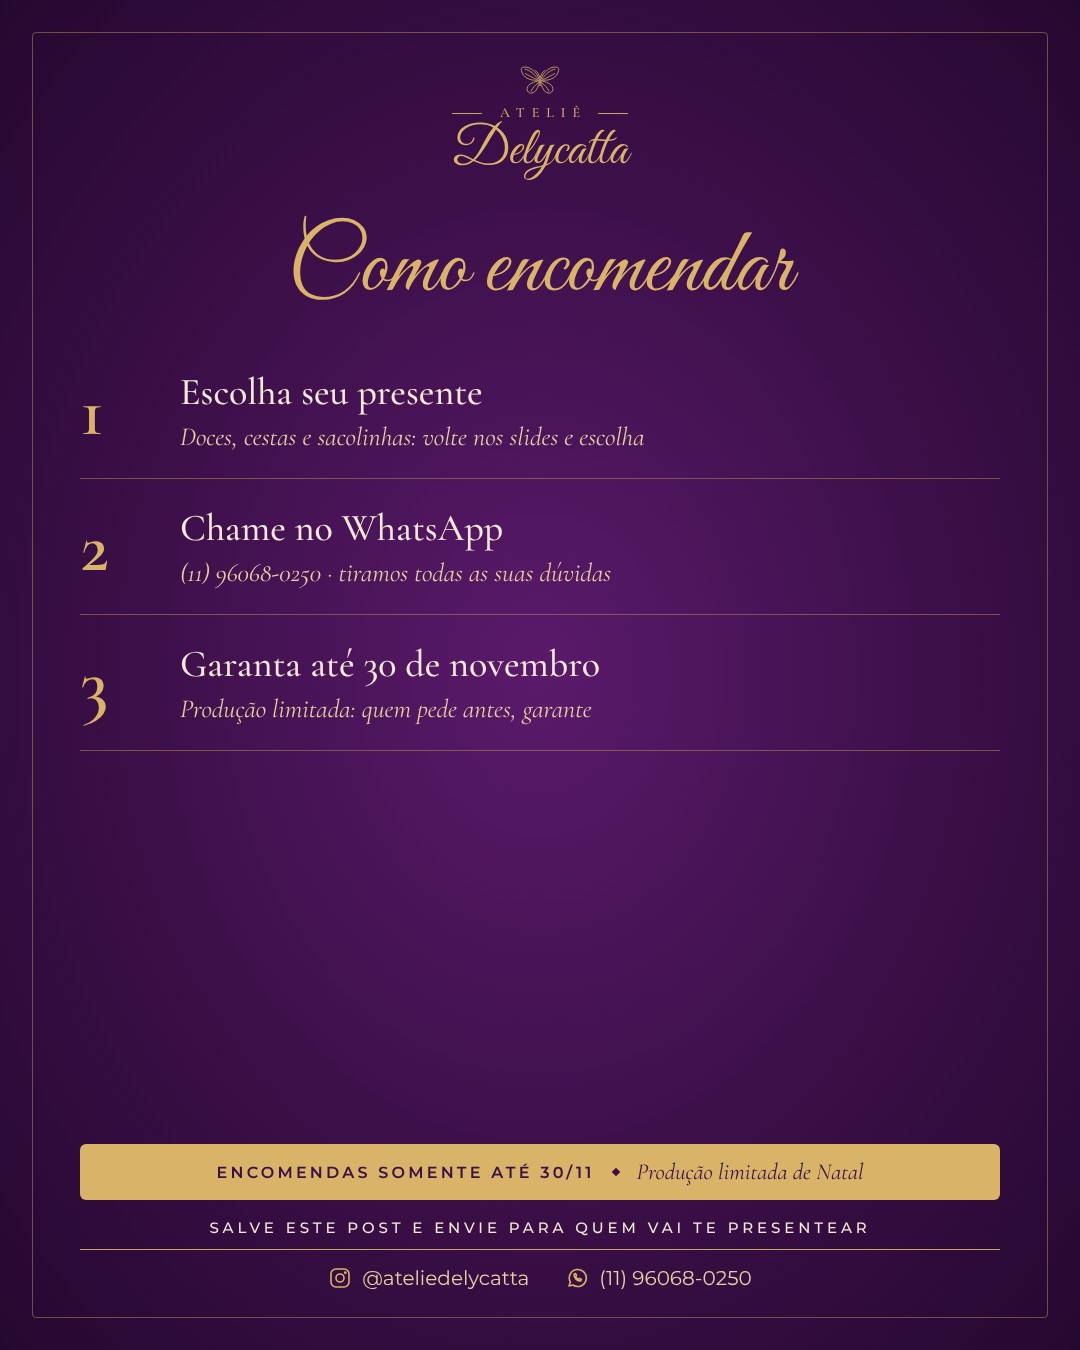 ATELIÊ
Delycatta
Como encomendar
1
Escolha seu presente
Doces, cestas e sacolinhas: volte nos slides e escolha
2
Chame no WhatsApp
(11) 96068-0250 · tiramos todas as suas dúvidas
3
Garanta até 30 de novembro
Produção limitada: quem pede antes, garante
ENCOMENDAS SOMENTE ATÉ 30/11 ◆ Produção limitada de Natal
SALVE ESTE POST E ENVIE PARA QUEM VAI TE PRESENTEAR
@ateliedelycatta (11) 96068-0250